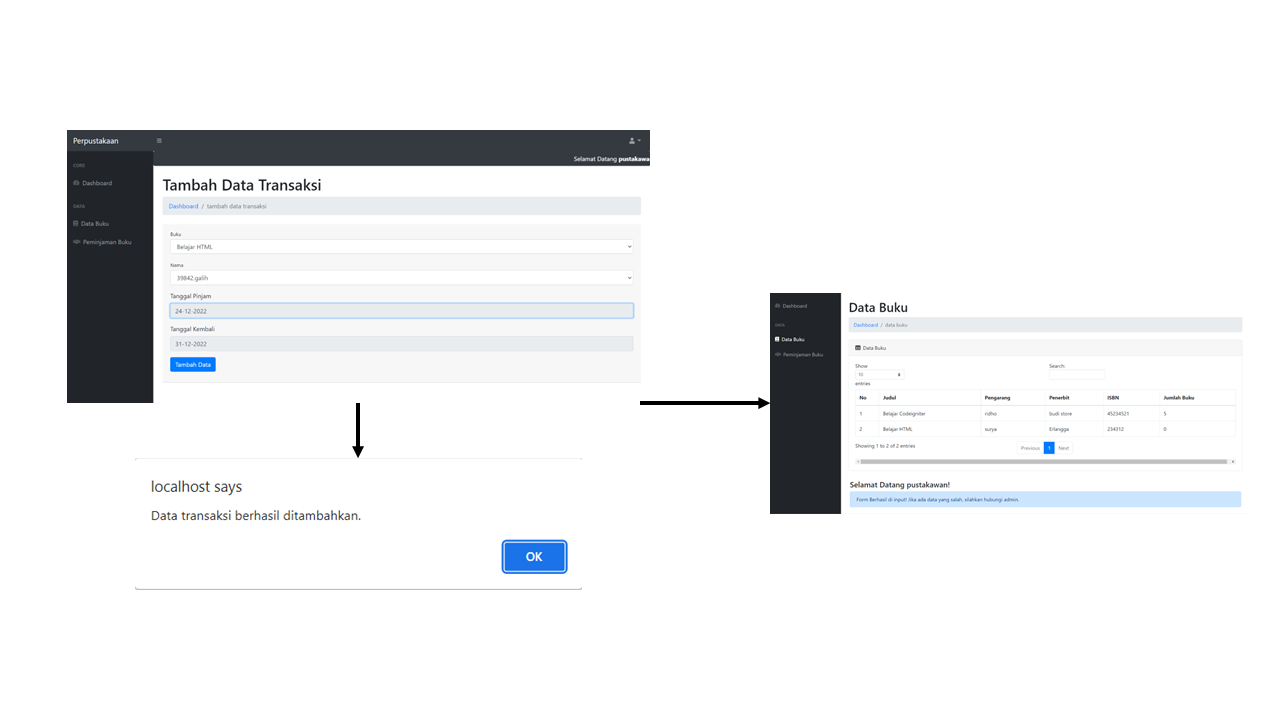 Perpustakaan
Selamat Datang pustakawa
CORE
Dashboard
DATA
Data Buku
Peminjaman Buku
Tambah Data Transaksi
Dashboard / tambah data transaksi
Buku
Belajar HTML
Nama
39842.galih
Tanggal Pinjam
24-12-2022
Tanggal Kembali
31-12-2022
Tambah Data
localhost says
Data transaksi berhasil ditambahkan.
OK
Dashboard
DATA
Data Buku
Peminjaman Buku
Data Buku
Dashboard / data buku
Data Buku
Show
10
entries
Search:
No Judul Pengarang Penerbit ISBN Jumlah Buku
1 Belajar Codeigniter ridho budi store 45234521 5
2 Belajar HTML surya Erlangga 234312 0
Showing 1 to 2 of 2 entries
Previous 1 Next
Selamat Datang pustakawan!
Form Berhasil di input! Jika ada data yang salah, silahkan hubungi admin.